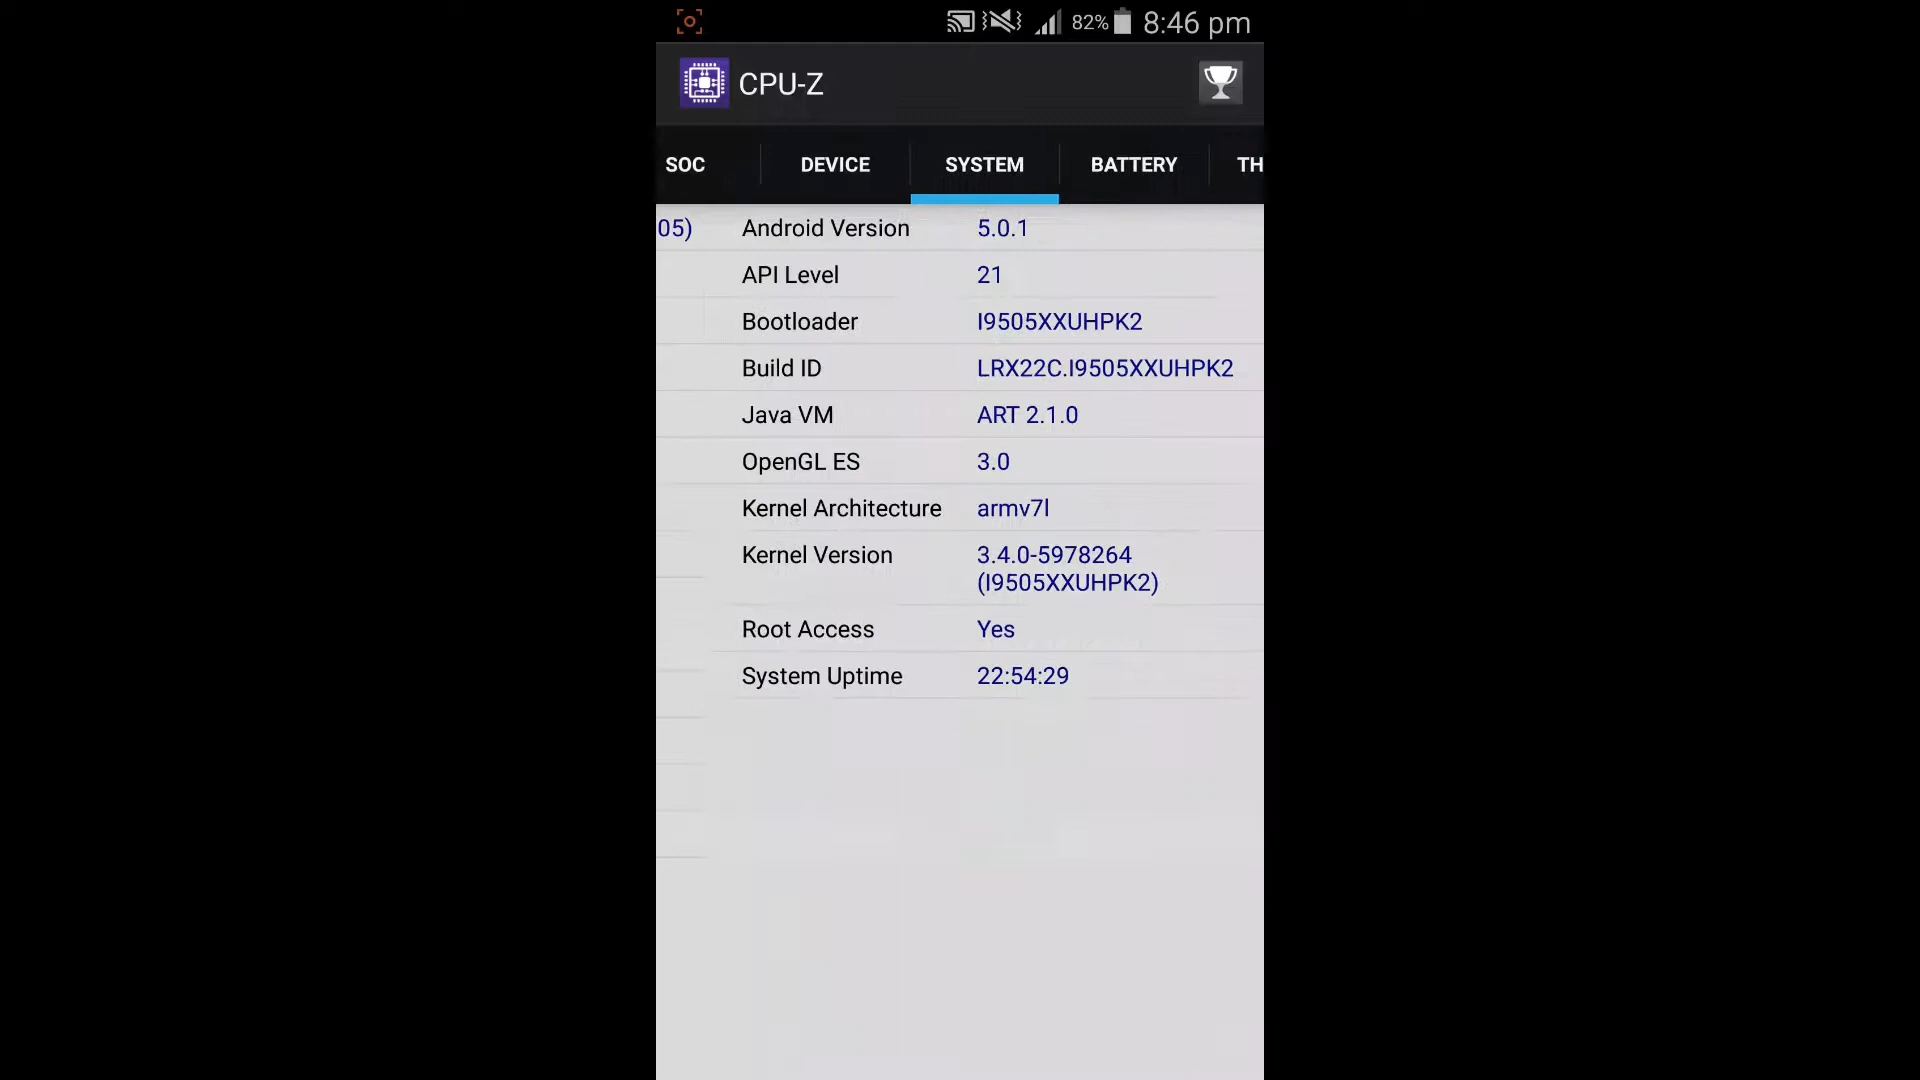 82% 8:46 pm
CPU-Z
SOC DEVICE SYSTEM BATTERY TH
05) Android Version 5.0.1
API Level 21
Bootloader I9505XXUHPK2
Build ID LRX22C.I9505XXUHPK2
Java VM ART 2.1.0
OpenGL ES 3.0
Kernel Architecture armv7l
Kernel Version 3.4.0-5978264
(I9505XXUHPK2)
Root Access Yes
System Uptime 22:54:29